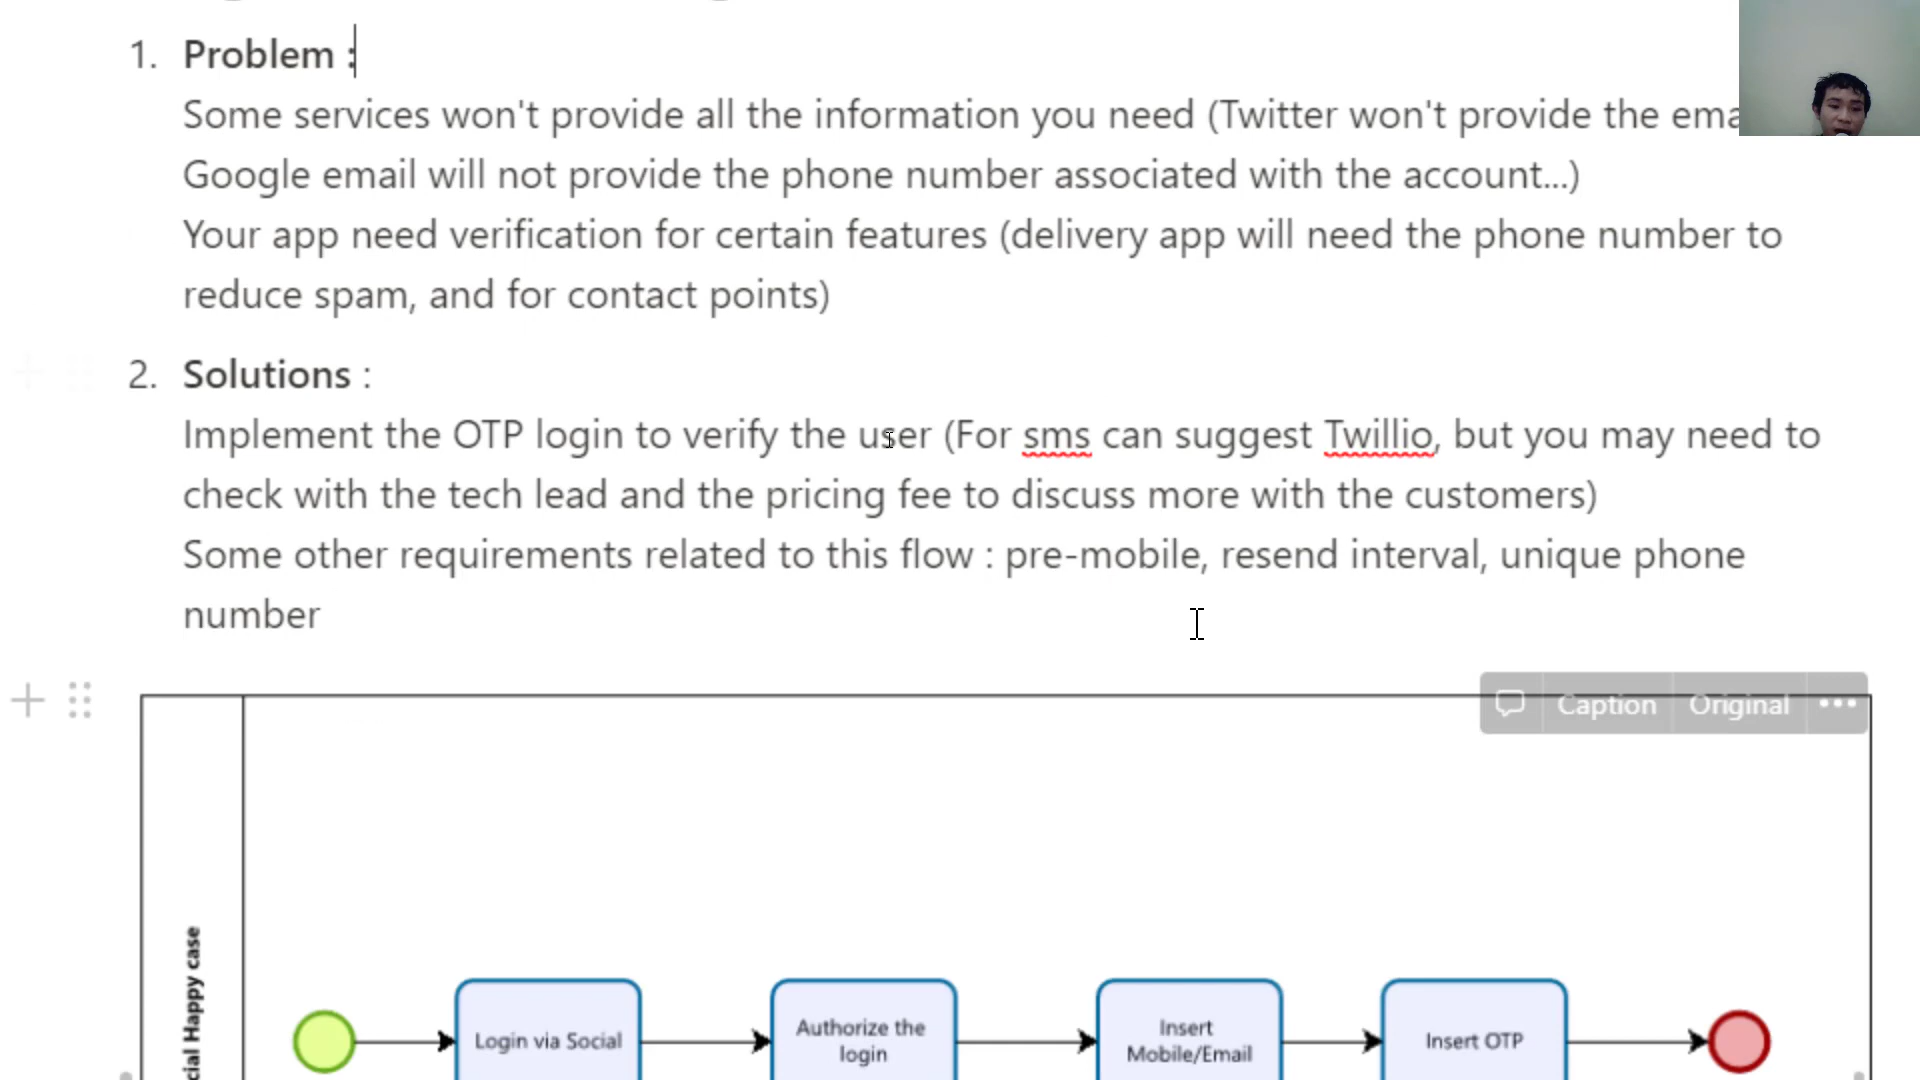 1. Problem :
Some services won't provide all the information you need (Twitter won't provide the
Google email will not provide the phone number associated with the account...)
Your app need verification for certain features (delivery app will need the phone number to
reduce spam, and for contact points)
2. Solutions :
Implement the OTP login to verify the user (For sms can suggest Twillio, but you may need to
check with the tech lead and the pricing fee to discuss more with the customers)
Some other requirements related to this flow : pre-mobile, resend interval, unique phone
number
Caption Original
Happy case
Login via Social
Authorize the
login
Insert
Mobile/Email
Insert OTP